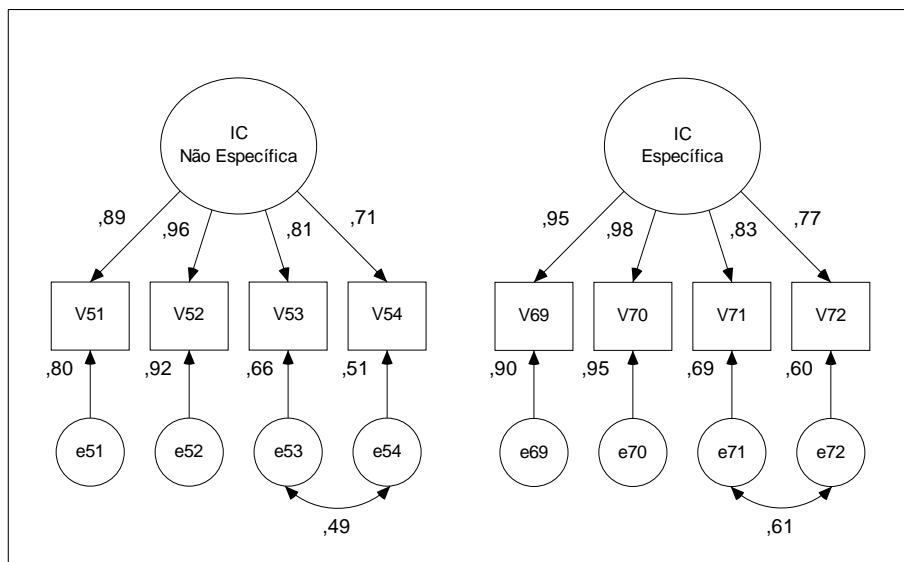 IC
Não Específica
IC
Específica
,89
,96
,81
,71
,95
,98
,83
,77
V51
V52
V53
V54
V69
V70
V71
V72
,80
,92
,66
,51
,90
,95
,69
,60
e51
e52
e53
e54
e69
e70
e71
e72
,49
,61